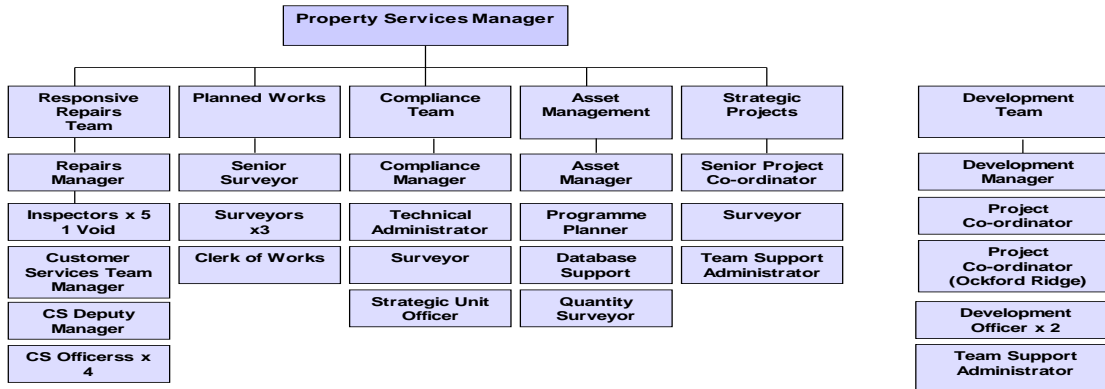 Property Services Manager
Responsive
Repairs
Team
Planned Works
Compliance
Team
Asset
Management
Strategic
Projects
Development
Team
Repairs
Manager
Senior
Surveyor
Compliance
Manager
Asset
Manager
Senior Project
Co-ordinator
Development
Manager
Inspectors x 5
1 Void
Surveyors
x3
Technical
Administrator
Programme
Planner
Surveyor
Project
Co-ordinator
Customer
Services Team
Manager
Clerk of Works
Surveyor
Database
Support
Team Support
Administrator
Project
Co-ordinator
(Ockford Ridge)
CS Deputy
Manager
Strategic Unit
Officer
Quantity
Surveyor
Development
Officer x 2
CS Officerss x
4
Team Support
Administrator